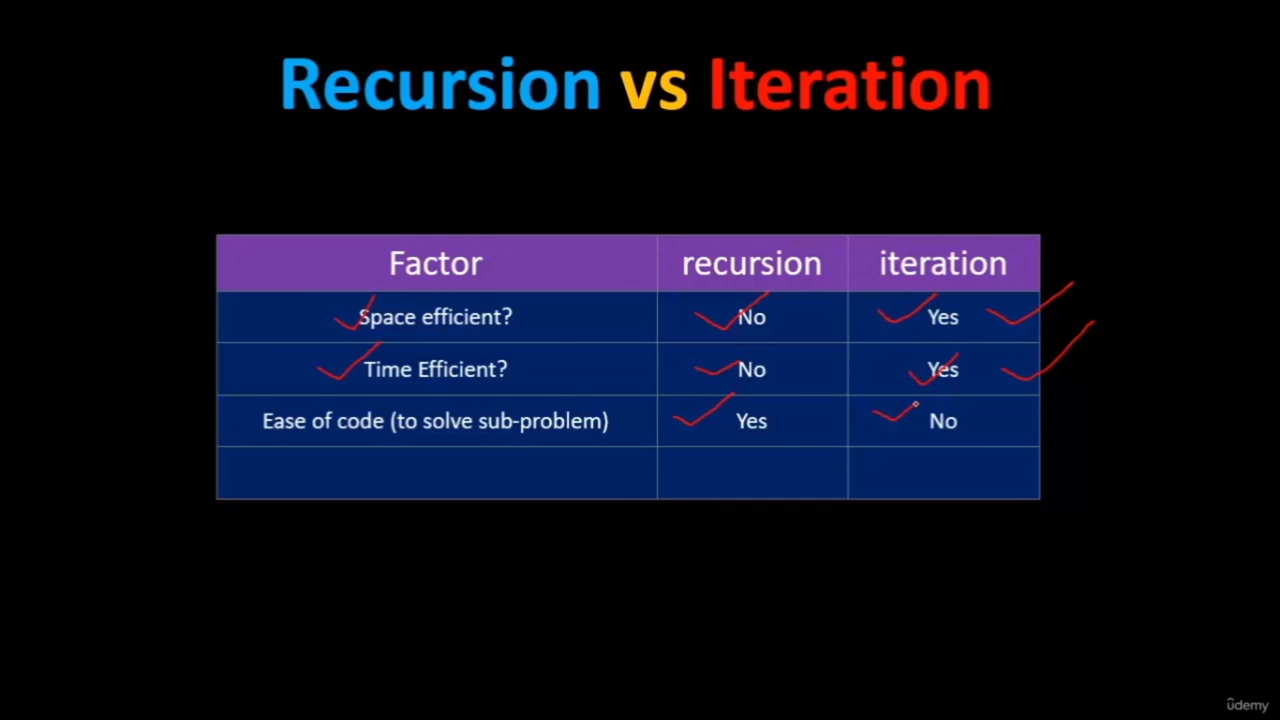 Recursion vs Iteration
Factor recursion iteration
Space efficient? No Yes
Time Efficient? No Yes
Ease of code (to solve sub-problem) Yes No
ûdemy